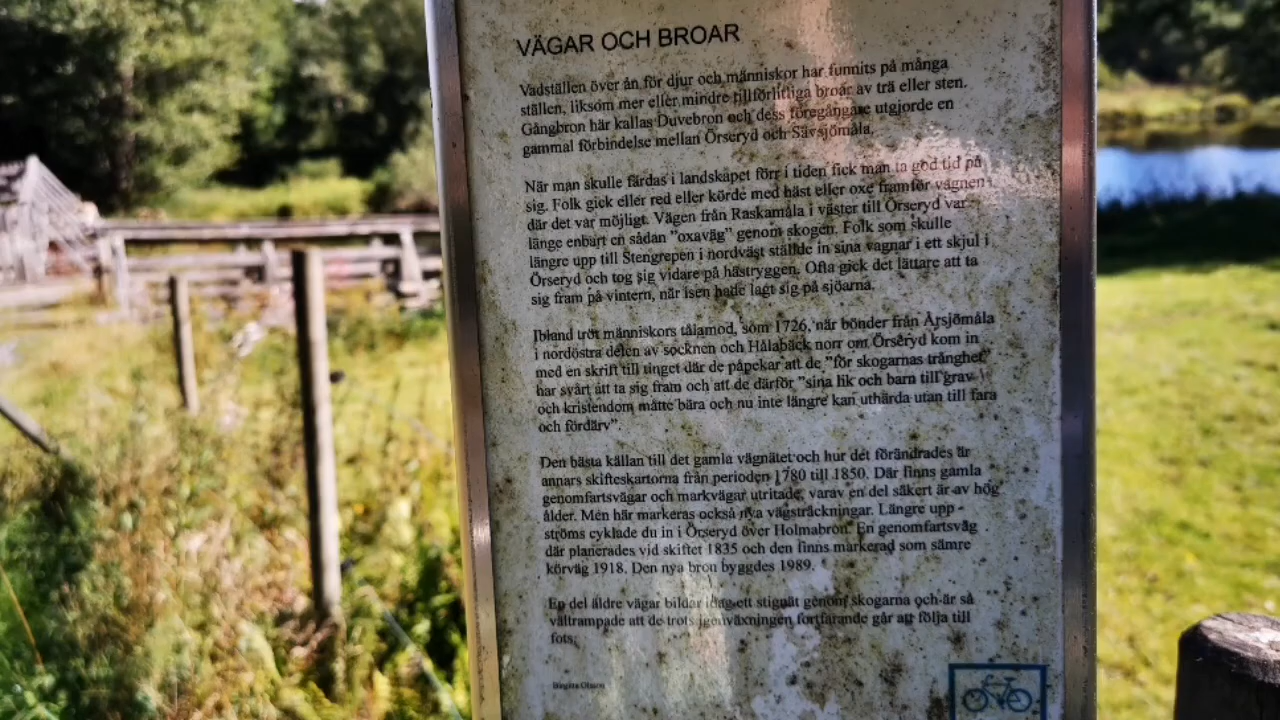 VÄGAR OCH BROAR
Vadställen över ån för djur och människor har funnits på många
ställen, liksom mer eller mindre tillförlitliga broar av trä eller sten.
Gångbron här kallas Duvebron och dess föregångare utgjorde en
gammal förbindelse mellan Örseryd och Sävsjömåla.
När man skulle färdas i landskapet förr i tiden fick man ta god tid på
sig. Folk gick eller red eller körde med häst eller oxe framför vagnen
där det var möjligt. Vägen från Raskamåla i väster till Örseryd var
länge enbart en sådan "oxaväg" genom skogen. Folk som skulle
längre upp till Stengrepen i nordväst ställde in sina vagnar i ett skjul i
Örseryd och tog sig vidare på hästryggen. Ofta gick det lättare att ta
sig fram på vintern, när isen hade lagt sig på sjöarna.
Ibland tröt människors tålamod, som 1726, när bönder från Årsjömåla
i nordöstra delen av socknen och Hålabäck norr om Örseryd kom in
med en skrift till tinget där de påpekar att de "för skogarnas trånghet"
har svårt att ta sig fram och att de därför "sina lik och barn till grav
och kristendom måtte bära och nu inte längre kan uthärda utan till fara
och fördärv".
Den bästa källan till det gamla vägnätet och hur det förändrades är
annars skifteskartorna från perioden 1780 till 1850. Där finns gamla
genomfartsvägar och markvägar utritade, varav en del säkert är av hög
ålder. Men här markeras också nya vägsträckningar. Längre upp -
ströms cyklade du in i Örseryd över Holmabron. En genomfartsväg
där planerades vid skiftet 1835 och den finns markerad som sämre
körväg 1918. Den nya bron byggdes 1989.
En del äldre vägar bildar idag ett stignät genom skogarna och är så
vältrampade att de trots igenväxningen fortfarande går att följa till
fots.
Birgitta Olsson